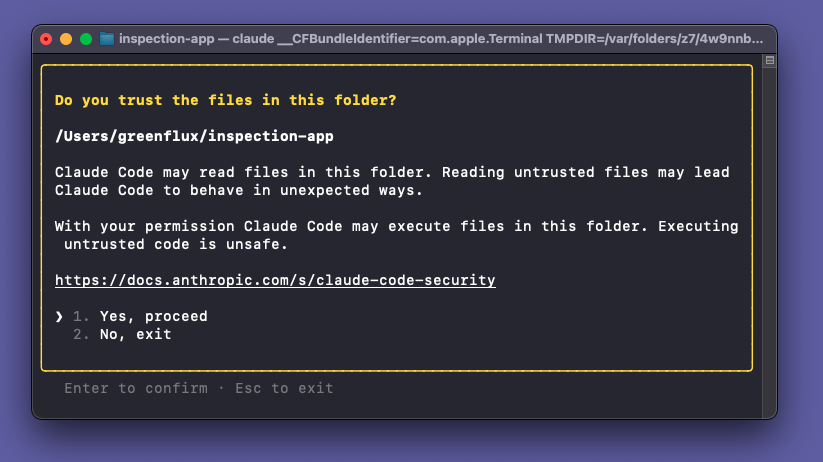 inspection-app — claude __CFBundleIdentifier=com.apple.Terminal TMPDIR=/var/folders/z7/4w9nnb...
Do you trust the files in this folder?
/Users/greenflux/inspection-app
Claude Code may read files in this folder. Reading untrusted files may lead
Claude Code to behave in unexpected ways.
With your permission Claude Code may execute files in this folder. Executing
untrusted code is unsafe.
https://docs.anthropic.com/s/claude-code-security
❯ 1. Yes, proceed
2. No, exit
Enter to confirm · Esc to exit